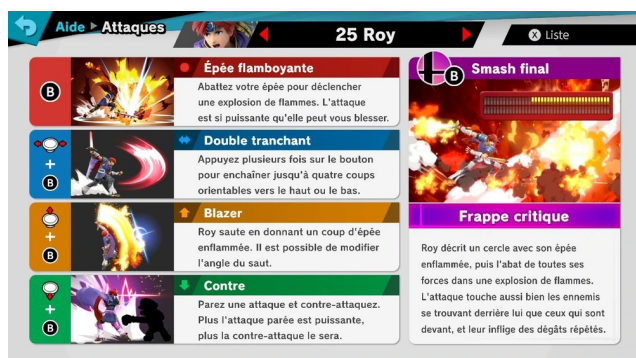 Aide ▸ Attaques
25 Roy
X Liste
B
Épée flamboyante
Abattez votre épée pour déclencher
une explosion de flammes. L'attaque
est si puissante qu'elle peut vous blesser.
+
B
Double tranchant
Appuyez plusieurs fois sur le bouton
pour enchaîner jusqu'à quatre coups
orientables vers le haut ou le bas.
+
B
Blazer
Roy saute en donnant un coup d'épée
enflammée. Il est possible de modifier
l'angle du saut.
+
B
Contre
Parez une attaque et contre-attaquez.
Plus l'attaque parée est puissante,
plus la contre-attaque le sera.
B
Smash final
Frappe critique
Roy décrit un cercle avec son épée
enflammée, puis l'abat de toutes ses
forces dans une explosion de flammes.
L'attaque touche aussi bien les ennemis
se trouvant derrière lui que ceux qui sont
devant, et leur inflige des dégâts répétés.